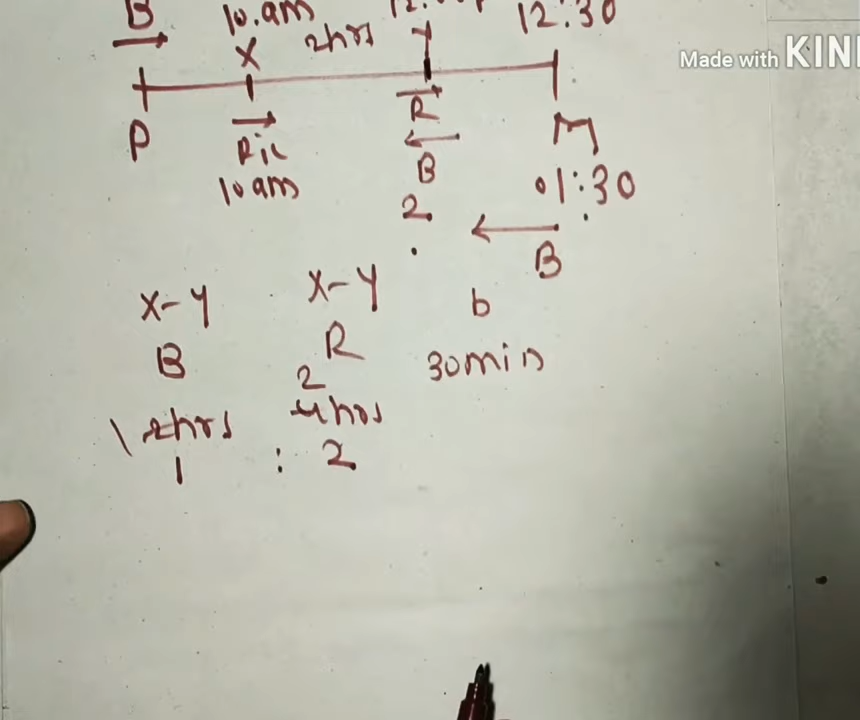 B 10.am 12:30
X 2hrs Y
Made with KINE
P Ric R M
10am B 01:30
2. B
X-Y X-Y b
B R 30min
2
1 2hrs 4hrs
1 : 2